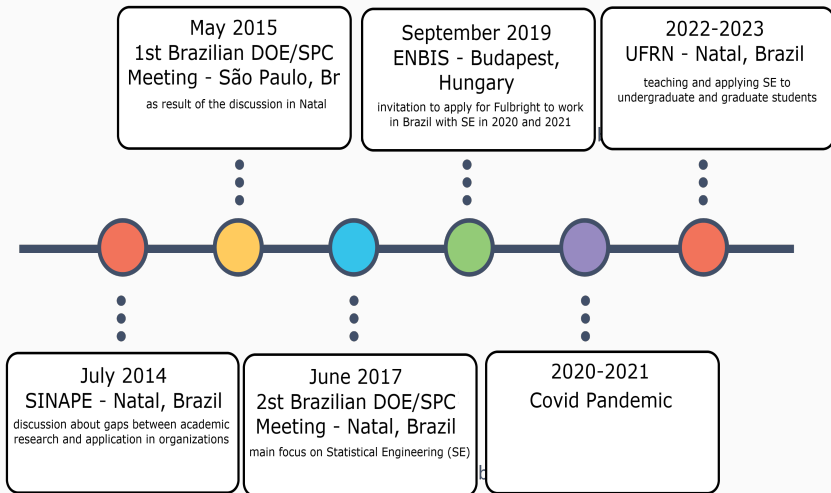 May 2015
1st Brazilian DOE/SPC
Meeting - São Paulo, Br
as result of the discussion in Natal
September 2019
ENBIS - Budapest,
Hungary
invitation to apply for Fulbright to work
in Brazil with SE in 2020 and 2021
2022-2023
UFRN - Natal, Brazil
teaching and applying SE to
undergraduate and graduate students
July 2014
SINAPE - Natal, Brazil
discussion about gaps between academic
research and application in organizations
June 2017
2st Brazilian DOE/SPC
Meeting - Natal, Brazil
main focus on Statistical Engineering (SE)
2020-2021
Covid Pandemic